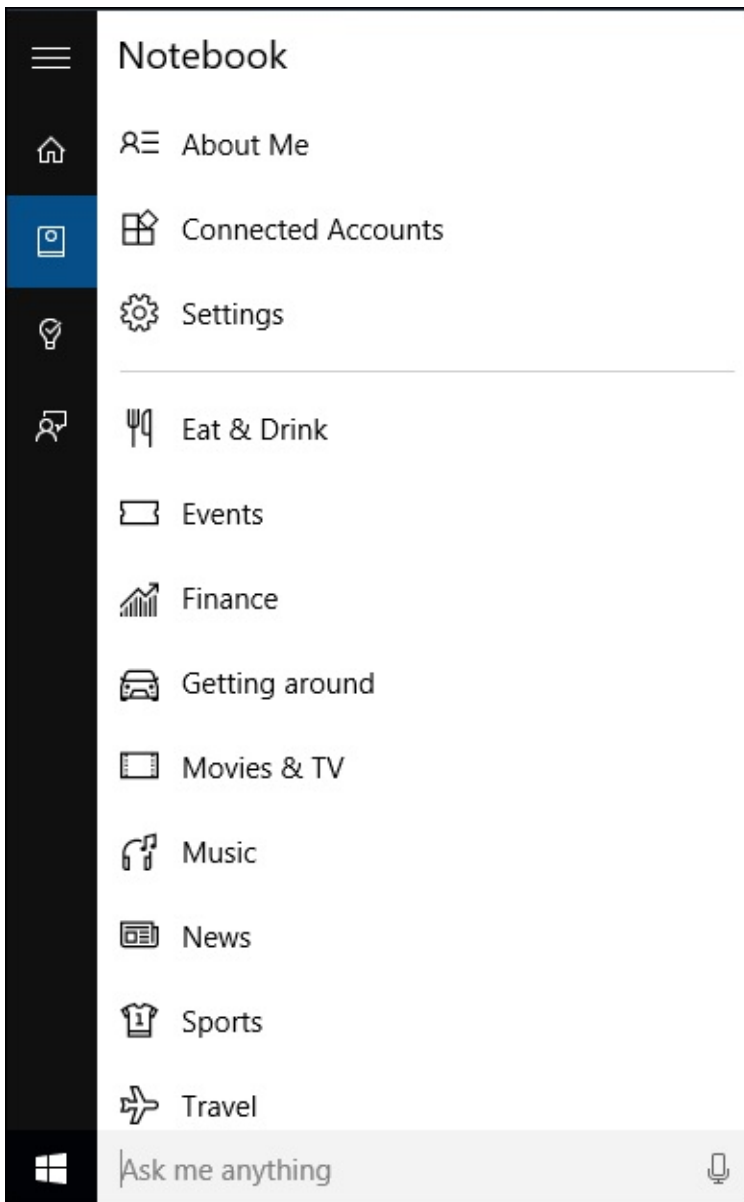 Notebook
About Me
Connected Accounts
Settings
Eat & Drink
Events
Finance
Getting around
Movies & TV
Music
News
1
Sports
Travel
Ask me anything